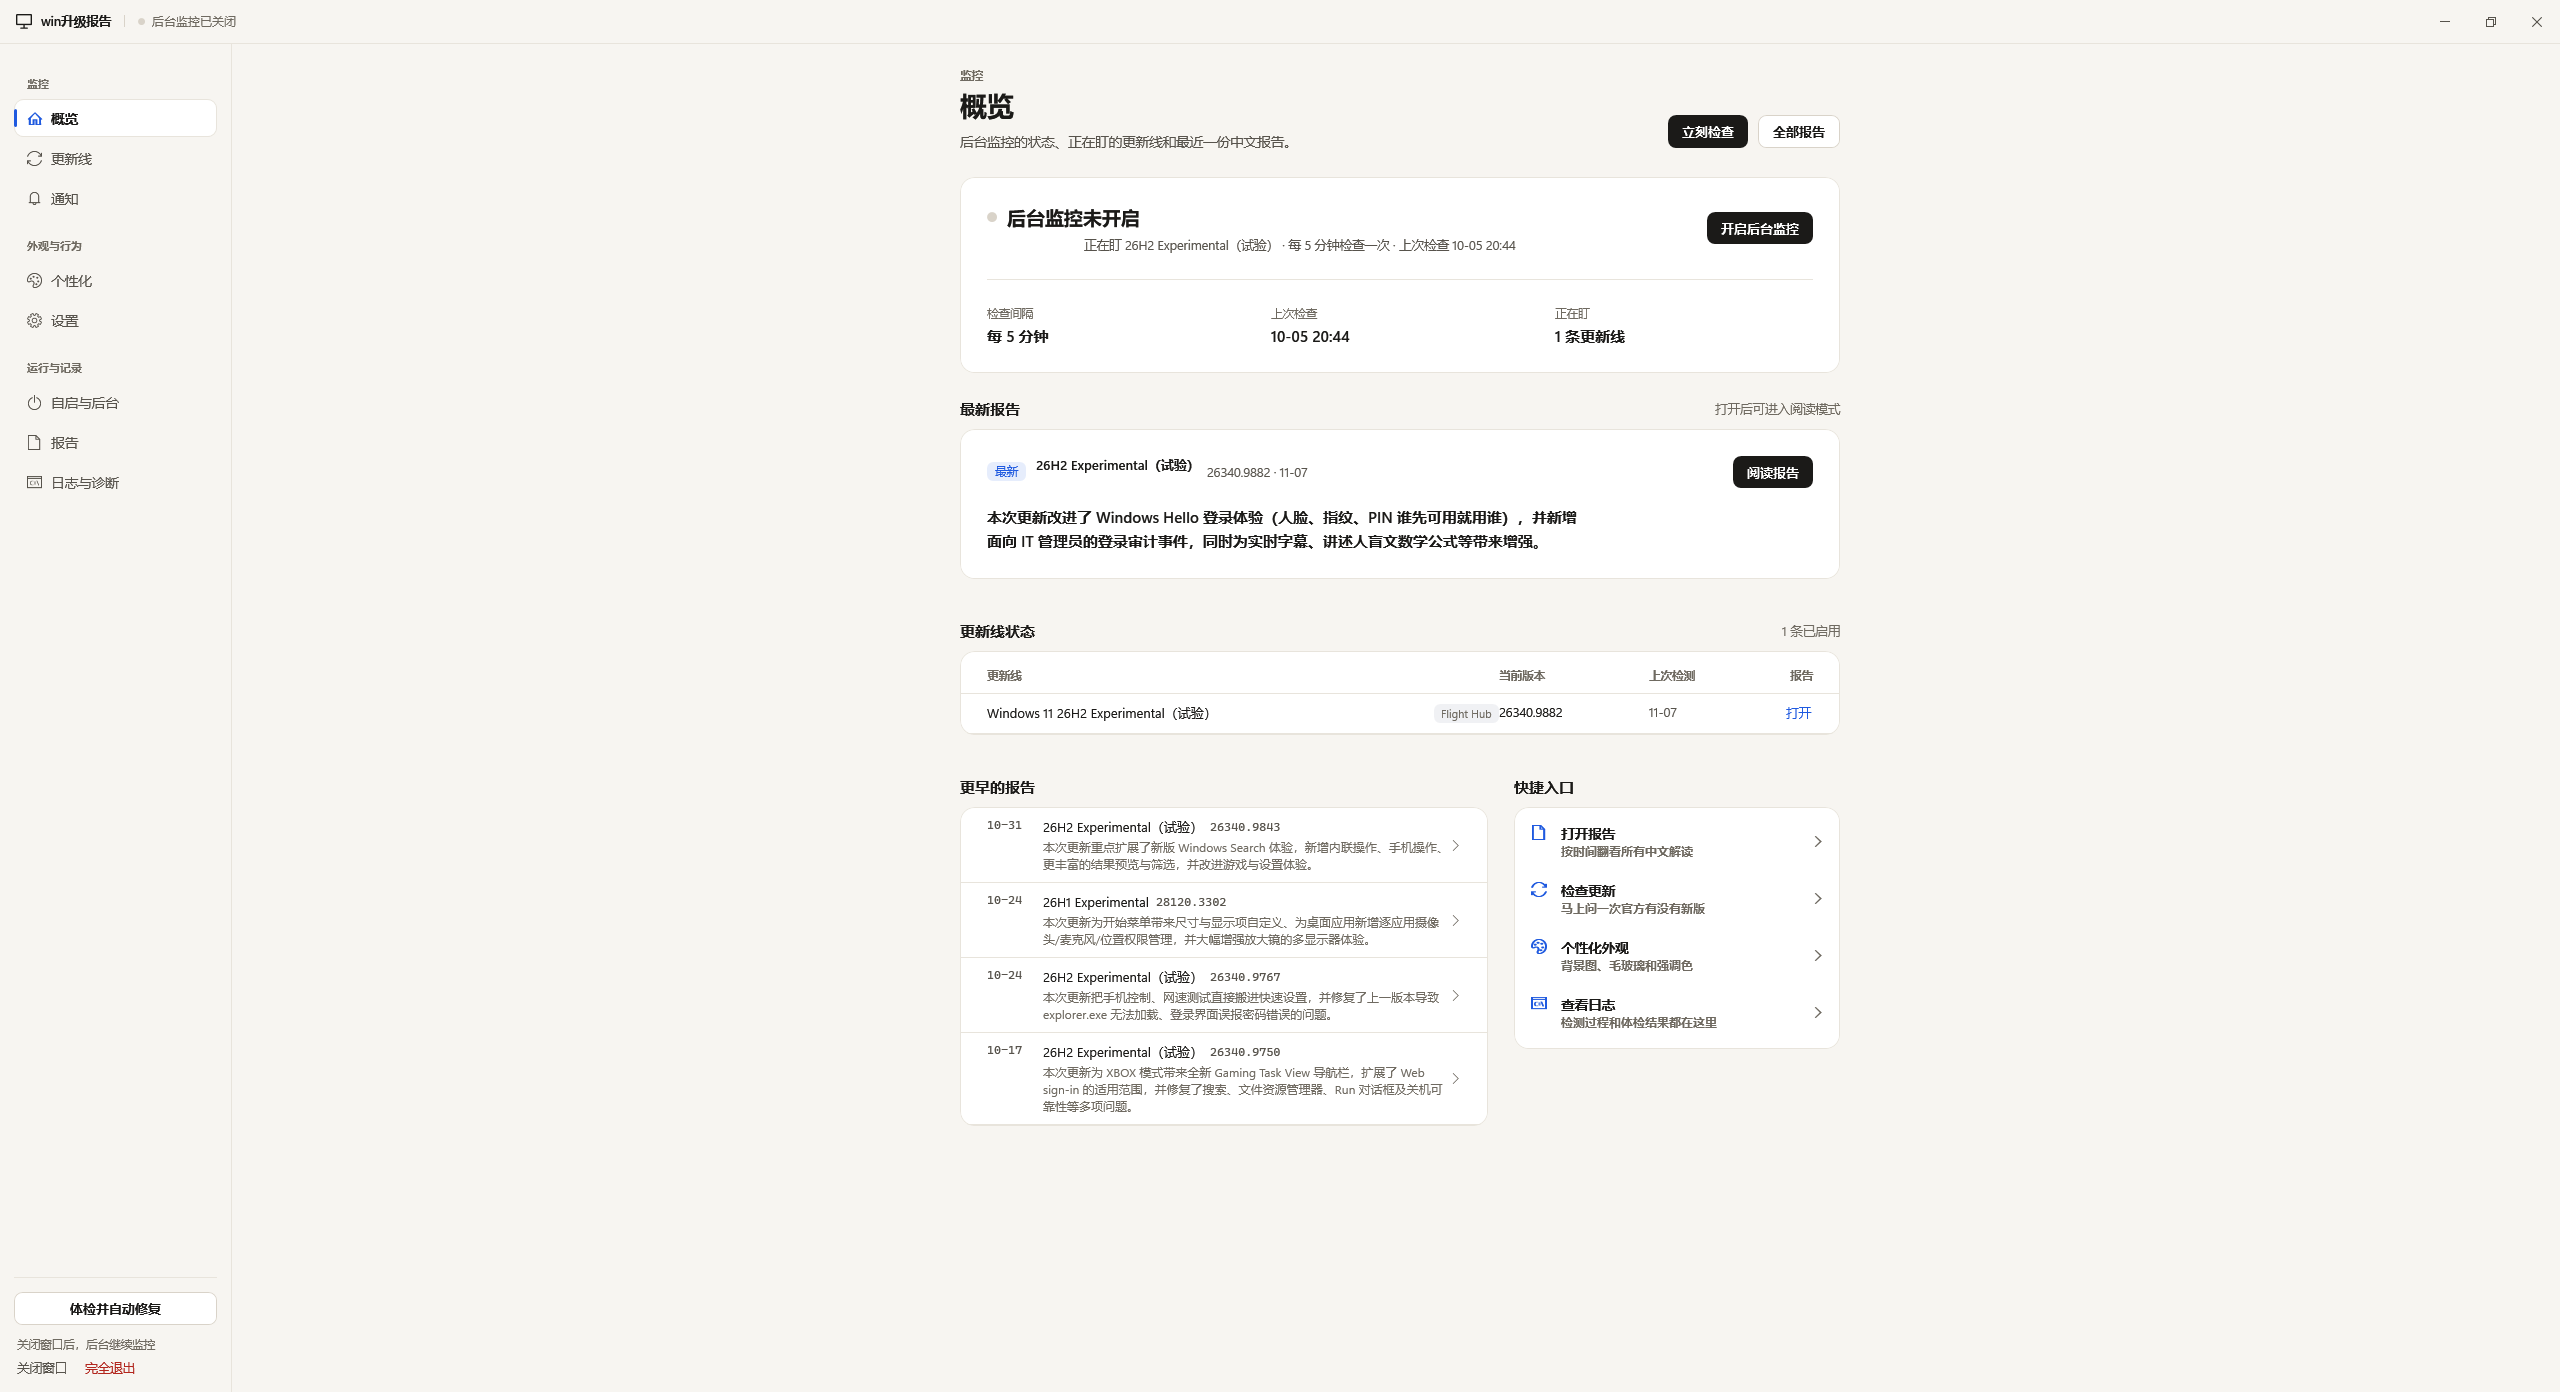 win升级报告
后台监控已关闭
监控
概览
更新线
通知
外观与行为
个性化
设置
运行与记录
自启与后台
报告
日志与诊断
体检并自动修复
关闭窗口后，后台继续监控
关闭窗口 完全退出
监控
概览
后台监控的状态、正在盯的更新线和最近一份中文报告。
立刻检查 全部报告
后台监控未开启
正在盯 26H2 Experimental（试验） · 每 5 分钟检查一次 · 上次检查 10-05 20:44
开启后台监控
检查间隔 上次检查 正在盯
每 5 分钟 10-05 20:44 1 条更新线
最新报告 打开后可进入阅读模式
最新 26H2 Experimental（试验） 26340.9882 · 11-07
阅读报告
本次更新改进了 Windows Hello 登录体验（人脸、指纹、PIN 谁先可用就用谁），并新增
面向 IT 管理员的登录审计事件，同时为实时字幕、讲述人盲文数学公式等带来增强。
更新线状态 1 条已启用
更新线 当前版本 上次检测 报告
Windows 11 26H2 Experimental（试验） Flight Hub 26340.9882 11-07 打开
更早的报告
10-31 26H2 Experimental（试验） 26340.9843
本次更新重点扩展了新版 Windows Search 体验，新增内联操作、手机操作、
更丰富的结果预览与筛选，并改进游戏与设置体验。
10-24 26H1 Experimental 28120.3302
本次更新为开始菜单带来尺寸与显示项自定义、为桌面应用新增逐应用摄像
头/麦克风/位置权限管理，并大幅增强放大镜的多显示器体验。
10-24 26H2 Experimental（试验） 26340.9767
本次更新把手机控制、网速测试直接搬进快速设置，并修复了上一版本导致
explorer.exe 无法加载、登录界面误报密码错误的问题。
10-17 26H2 Experimental（试验） 26340.9750
本次更新为 XBOX 模式带来全新 Gaming Task View 导航栏，扩展了 Web
sign-in 的适用范围，并修复了搜索、文件资源管理器、Run 对话框及关机可
靠性等多项问题。
快捷入口
打开报告
按时间翻看所有中文解读
检查更新
马上问一次官方有没有新版
个性化外观
背景图、毛玻璃和强调色
查看日志
检测过程和体检结果都在这里